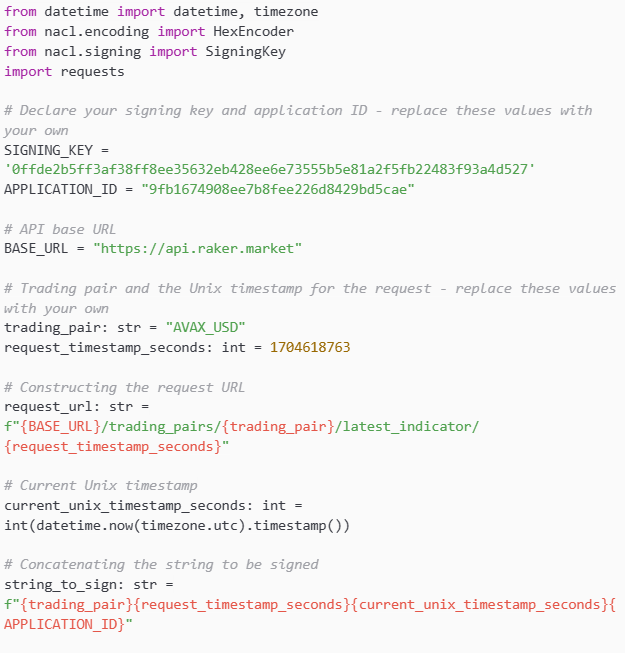 from datetime import datetime, timezone
from nacl.encoding import HexEncoder
from nacl.signing import SigningKey
import requests
# Declare your signing key and application ID - replace these values with
your own
SIGNING_KEY =
'0ffde2b5ff3af38ff8ee35632eb428ee6e73555b5e81a2f5fb22483f93a4d527'
APPLICATION_ID = "9fb1674908ee7b8fee226d8429bd5cae"
# API base URL
BASE_URL = "https://api.raker.market"
# Trading pair and the Unix timestamp for the request - replace these values
with your own
trading_pair: str = "AVAX_USD"
request_timestamp_seconds: int = 1704618763
# Constructing the request URL
request_url: str =
f"{BASE_URL}/trading_pairs/{trading_pair}/latest_indicator/
{request_timestamp_seconds}"
# Current Unix timestamp
current_unix_timestamp_seconds: int =
int(datetime.now(timezone.utc).timestamp())
# Concatenating the string to be signed
string_to_sign: str =
f"{trading_pair}{request_timestamp_seconds}{current_unix_timestamp_seconds}{
APPLICATION_ID}"